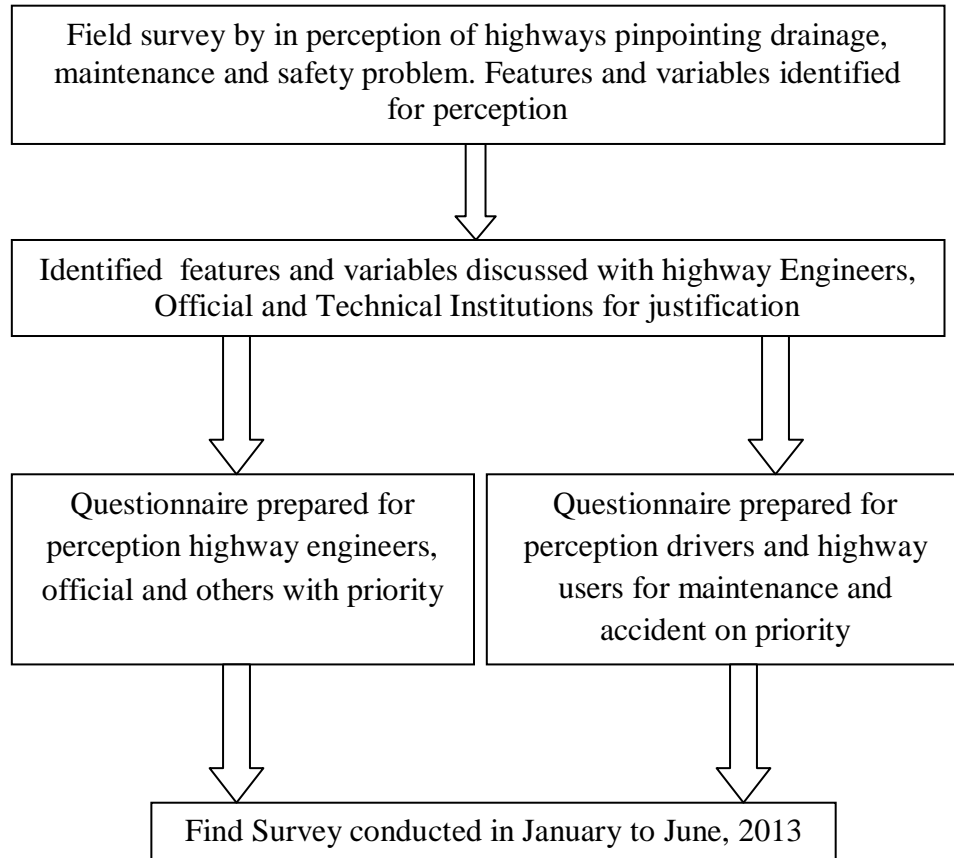 Field survey by in perception of highways pinpointing drainage,
maintenance and safety problem. Features and variables identified
for perception
Identified features and variables discussed with highway Engineers,
Official and Technical Institutions for justification
Questionnaire prepared for
perception highway engineers,
official and others with priority
Questionnaire prepared for
perception drivers and highway
users for maintenance and
accident on priority
Find Survey conducted in January to June, 2013